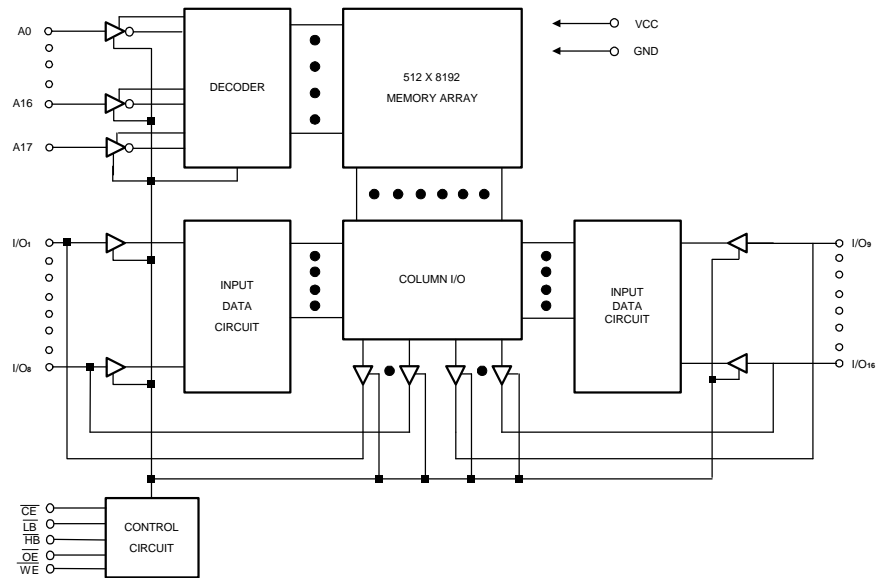 A0
A16
A17
DECODER
512 X 8192
MEMORY ARRAY
VCC
GND
I/O1
I/O8
INPUT
DATA
CIRCUIT
COLUMN I/O
INPUT
DATA
CIRCUIT
I/O9
I/O16
CE
LB
HB
OE
WE
CONTROL
CIRCUIT